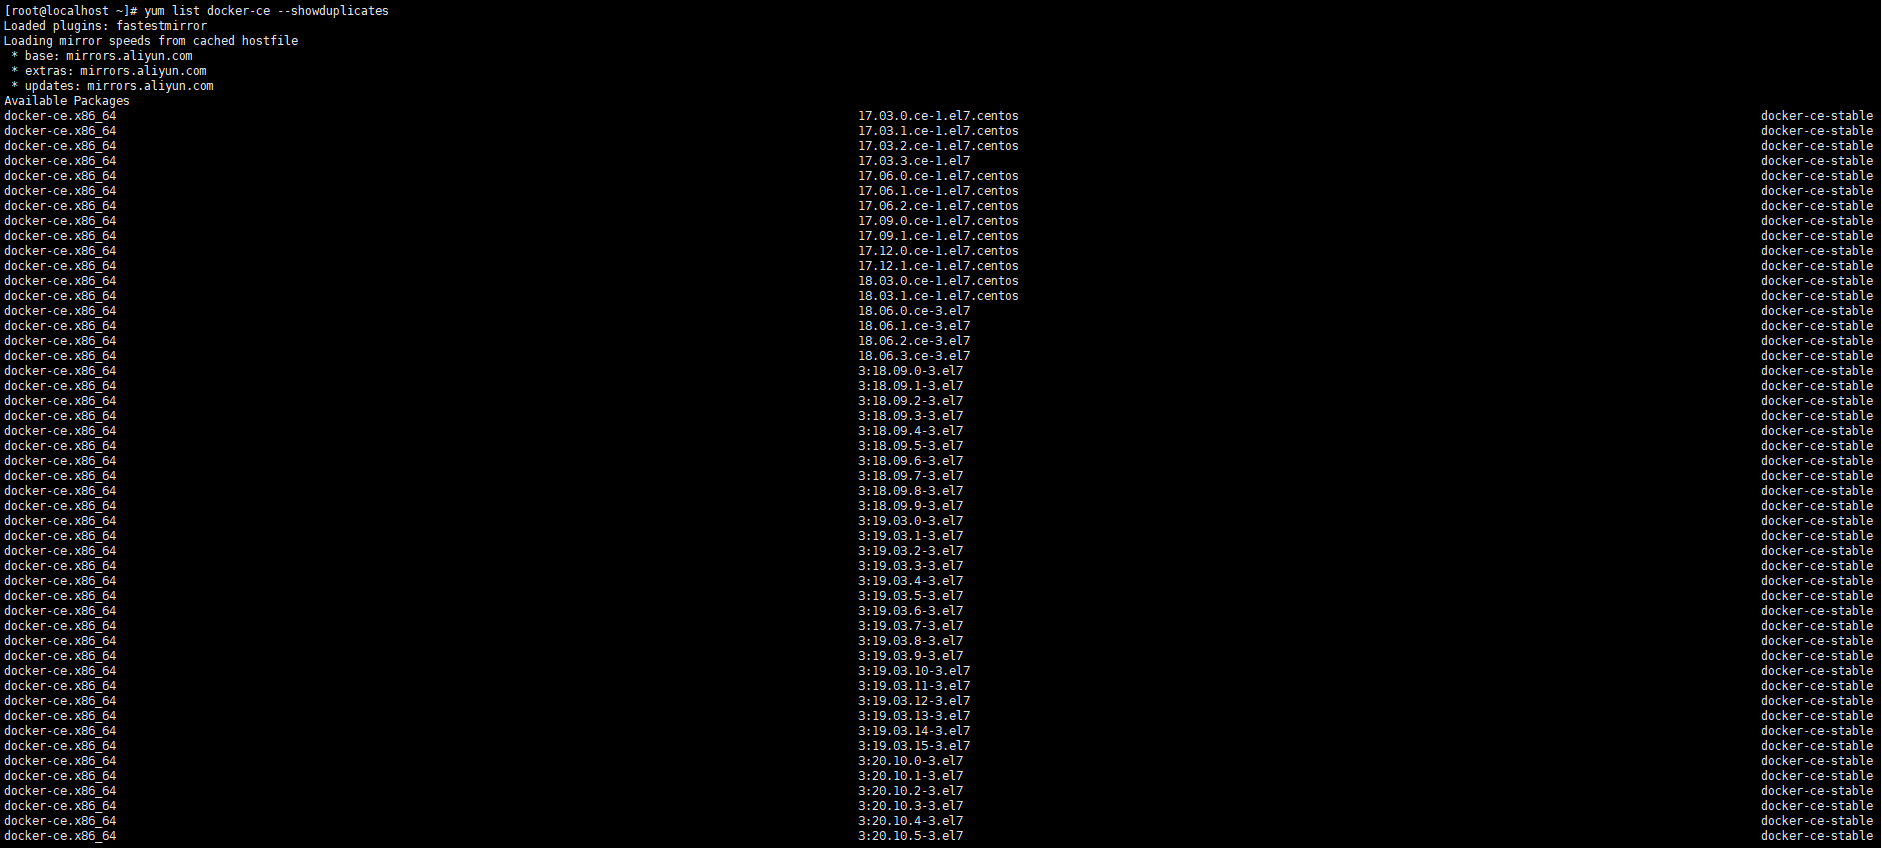 [root@localhost ~]# yum list docker-ce --showduplicates
Loaded plugins: fastestmirror
Loading mirror speeds from cached hostfile
 * base: mirrors.aliyun.com
 * extras: mirrors.aliyun.com
 * updates: mirrors.aliyun.com
Available Packages
docker-ce.x86_64 17.03.0.ce-1.el7.centos docker-ce-stable
docker-ce.x86_64 17.03.1.ce-1.el7.centos docker-ce-stable
docker-ce.x86_64 17.03.2.ce-1.el7.centos docker-ce-stable
docker-ce.x86_64 17.03.3.ce-1.el7 docker-ce-stable
docker-ce.x86_64 17.06.0.ce-1.el7.centos docker-ce-stable
docker-ce.x86_64 17.06.1.ce-1.el7.centos docker-ce-stable
docker-ce.x86_64 17.06.2.ce-1.el7.centos docker-ce-stable
docker-ce.x86_64 17.09.0.ce-1.el7.centos docker-ce-stable
docker-ce.x86_64 17.09.1.ce-1.el7.centos docker-ce-stable
docker-ce.x86_64 17.12.0.ce-1.el7.centos docker-ce-stable
docker-ce.x86_64 17.12.1.ce-1.el7.centos docker-ce-stable
docker-ce.x86_64 18.03.0.ce-1.el7.centos docker-ce-stable
docker-ce.x86_64 18.03.1.ce-1.el7.centos docker-ce-stable
docker-ce.x86_64 18.06.0.ce-3.el7 docker-ce-stable
docker-ce.x86_64 18.06.1.ce-3.el7 docker-ce-stable
docker-ce.x86_64 18.06.2.ce-3.el7 docker-ce-stable
docker-ce.x86_64 18.06.3.ce-3.el7 docker-ce-stable
docker-ce.x86_64 3:18.09.0-3.el7 docker-ce-stable
docker-ce.x86_64 3:18.09.1-3.el7 docker-ce-stable
docker-ce.x86_64 3:18.09.2-3.el7 docker-ce-stable
docker-ce.x86_64 3:18.09.3-3.el7 docker-ce-stable
docker-ce.x86_64 3:18.09.4-3.el7 docker-ce-stable
docker-ce.x86_64 3:18.09.5-3.el7 docker-ce-stable
docker-ce.x86_64 3:18.09.6-3.el7 docker-ce-stable
docker-ce.x86_64 3:18.09.7-3.el7 docker-ce-stable
docker-ce.x86_64 3:18.09.8-3.el7 docker-ce-stable
docker-ce.x86_64 3:18.09.9-3.el7 docker-ce-stable
docker-ce.x86_64 3:19.03.0-3.el7 docker-ce-stable
docker-ce.x86_64 3:19.03.1-3.el7 docker-ce-stable
docker-ce.x86_64 3:19.03.2-3.el7 docker-ce-stable
docker-ce.x86_64 3:19.03.3-3.el7 docker-ce-stable
docker-ce.x86_64 3:19.03.4-3.el7 docker-ce-stable
docker-ce.x86_64 3:19.03.5-3.el7 docker-ce-stable
docker-ce.x86_64 3:19.03.6-3.el7 docker-ce-stable
docker-ce.x86_64 3:19.03.7-3.el7 docker-ce-stable
docker-ce.x86_64 3:19.03.8-3.el7 docker-ce-stable
docker-ce.x86_64 3:19.03.9-3.el7 docker-ce-stable
docker-ce.x86_64 3:19.03.10-3.el7 docker-ce-stable
docker-ce.x86_64 3:19.03.11-3.el7 docker-ce-stable
docker-ce.x86_64 3:19.03.12-3.el7 docker-ce-stable
docker-ce.x86_64 3:19.03.13-3.el7 docker-ce-stable
docker-ce.x86_64 3:19.03.14-3.el7 docker-ce-stable
docker-ce.x86_64 3:19.03.15-3.el7 docker-ce-stable
docker-ce.x86_64 3:20.10.0-3.el7 docker-ce-stable
docker-ce.x86_64 3:20.10.1-3.el7 docker-ce-stable
docker-ce.x86_64 3:20.10.2-3.el7 docker-ce-stable
docker-ce.x86_64 3:20.10.3-3.el7 docker-ce-stable
docker-ce.x86_64 3:20.10.4-3.el7 docker-ce-stable
docker-ce.x86_64 3:20.10.5-3.el7 docker-ce-stable